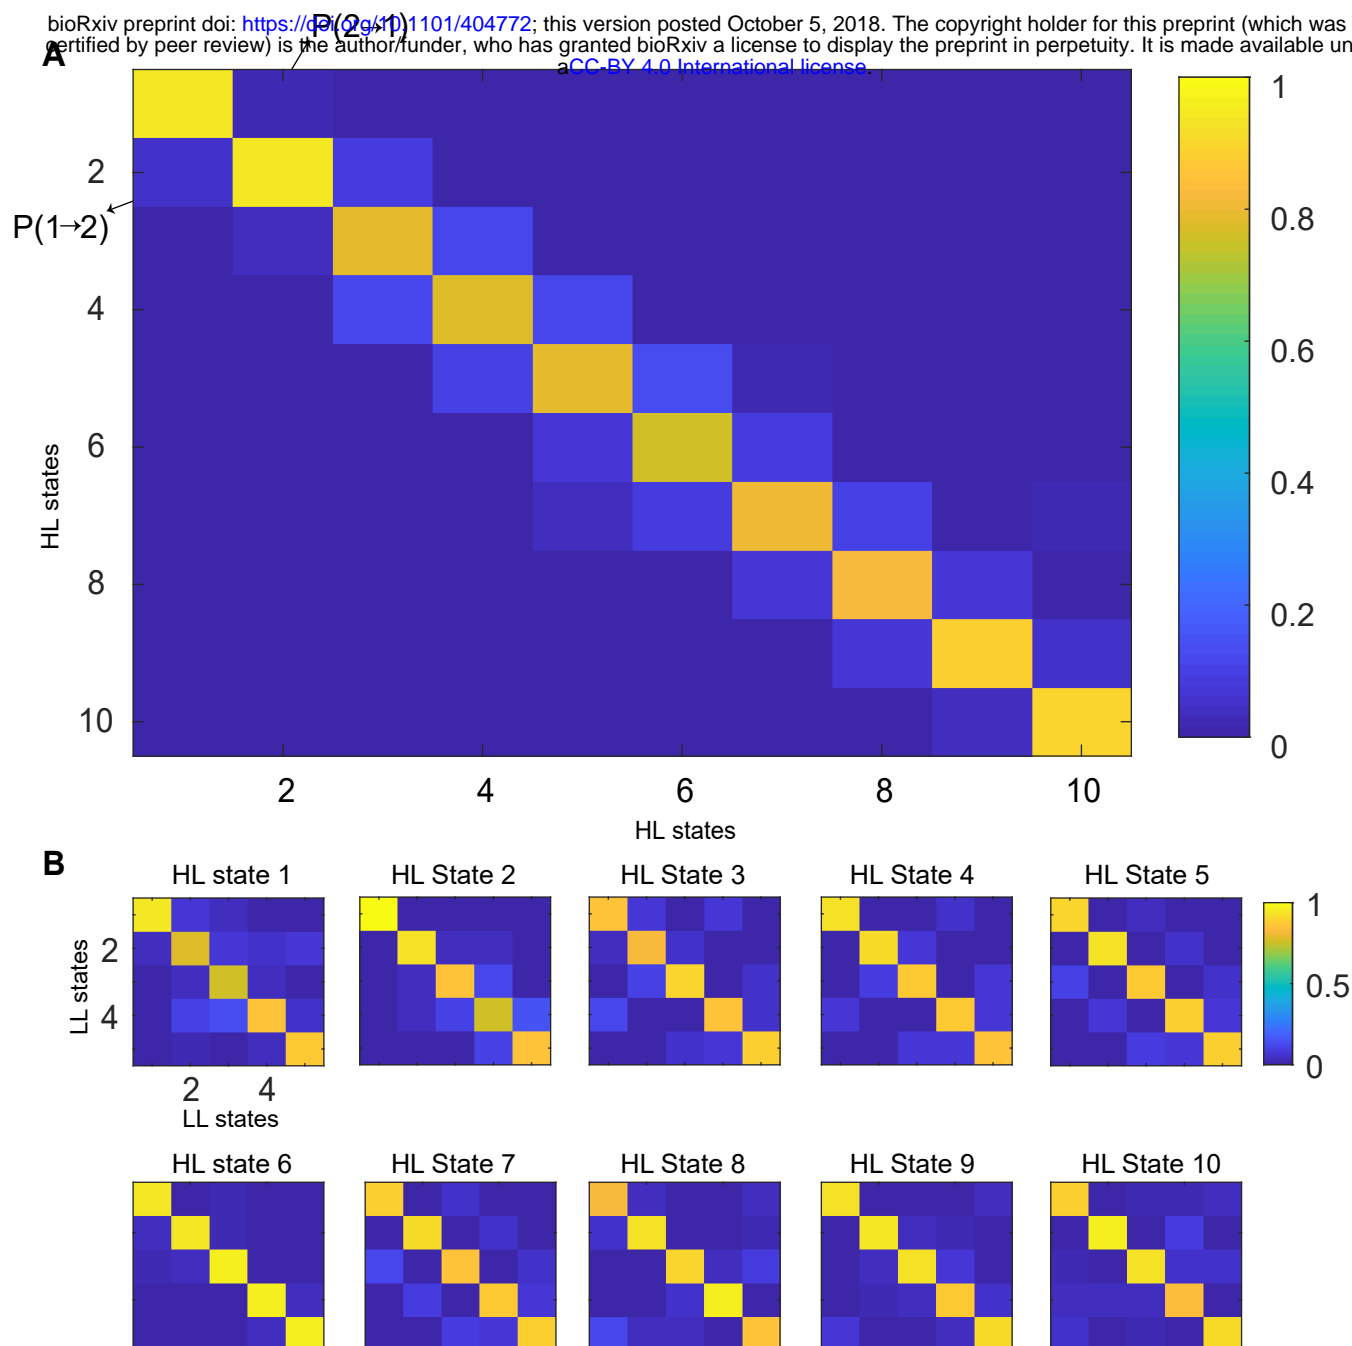 bioRxiv preprint doi: https://doi.org/10.1101/404772; this version posted October 5, 2018. The copyright holder for this preprint (which was
certified by peer review) is the author/funder, who has granted bioRxiv a license to display the preprint in perpetuity. It is made available un
aCC-BY 4.0 International license.
P(2→1)
A
2
P(1→2)
4
6
8
10
HL states
2
4
6
8
10
HL states
1
0.8
0.6
0.4
0.2
0
B
HL state 1
HL State 2
HL State 3
HL State 4
HL State 5
2
4
LL states
2
4
LL states
1
0.5
0
HL state 6
HL State 7
HL State 8
HL State 9
HL State 10